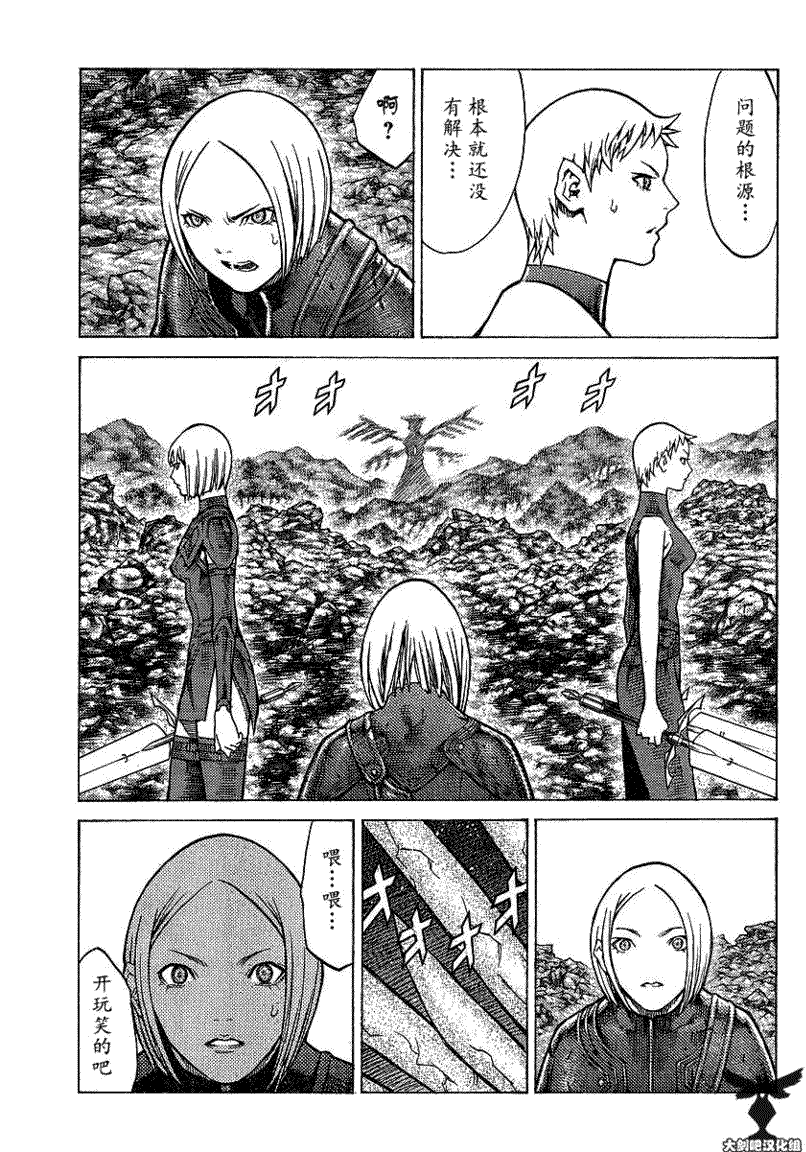 问题的根源…
根本就还没
有解决…
啊?
オ オ オ オ
オ オ オ オ
喂…喂…
开玩笑的吧
大剑吧汉化组